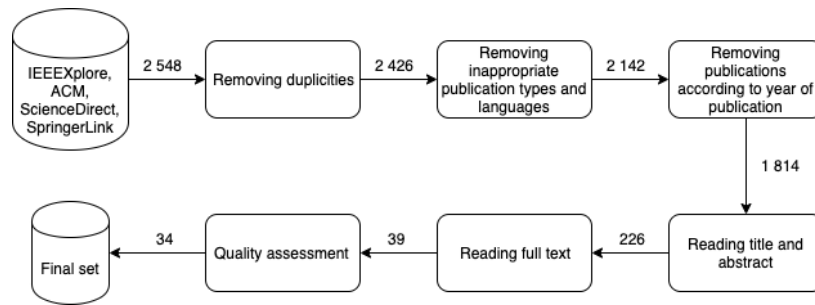 IEEEXplore,
ACM,
ScienceDirect,
SpringerLink
2 548
Removing duplicities
2 426
Removing
inappropriate
publication types and
languages
2 142
Removing
publications
according to year of
publication
1 814
Reading title and
abstract
226
Reading full text
39
Quality assessment
34
Final set